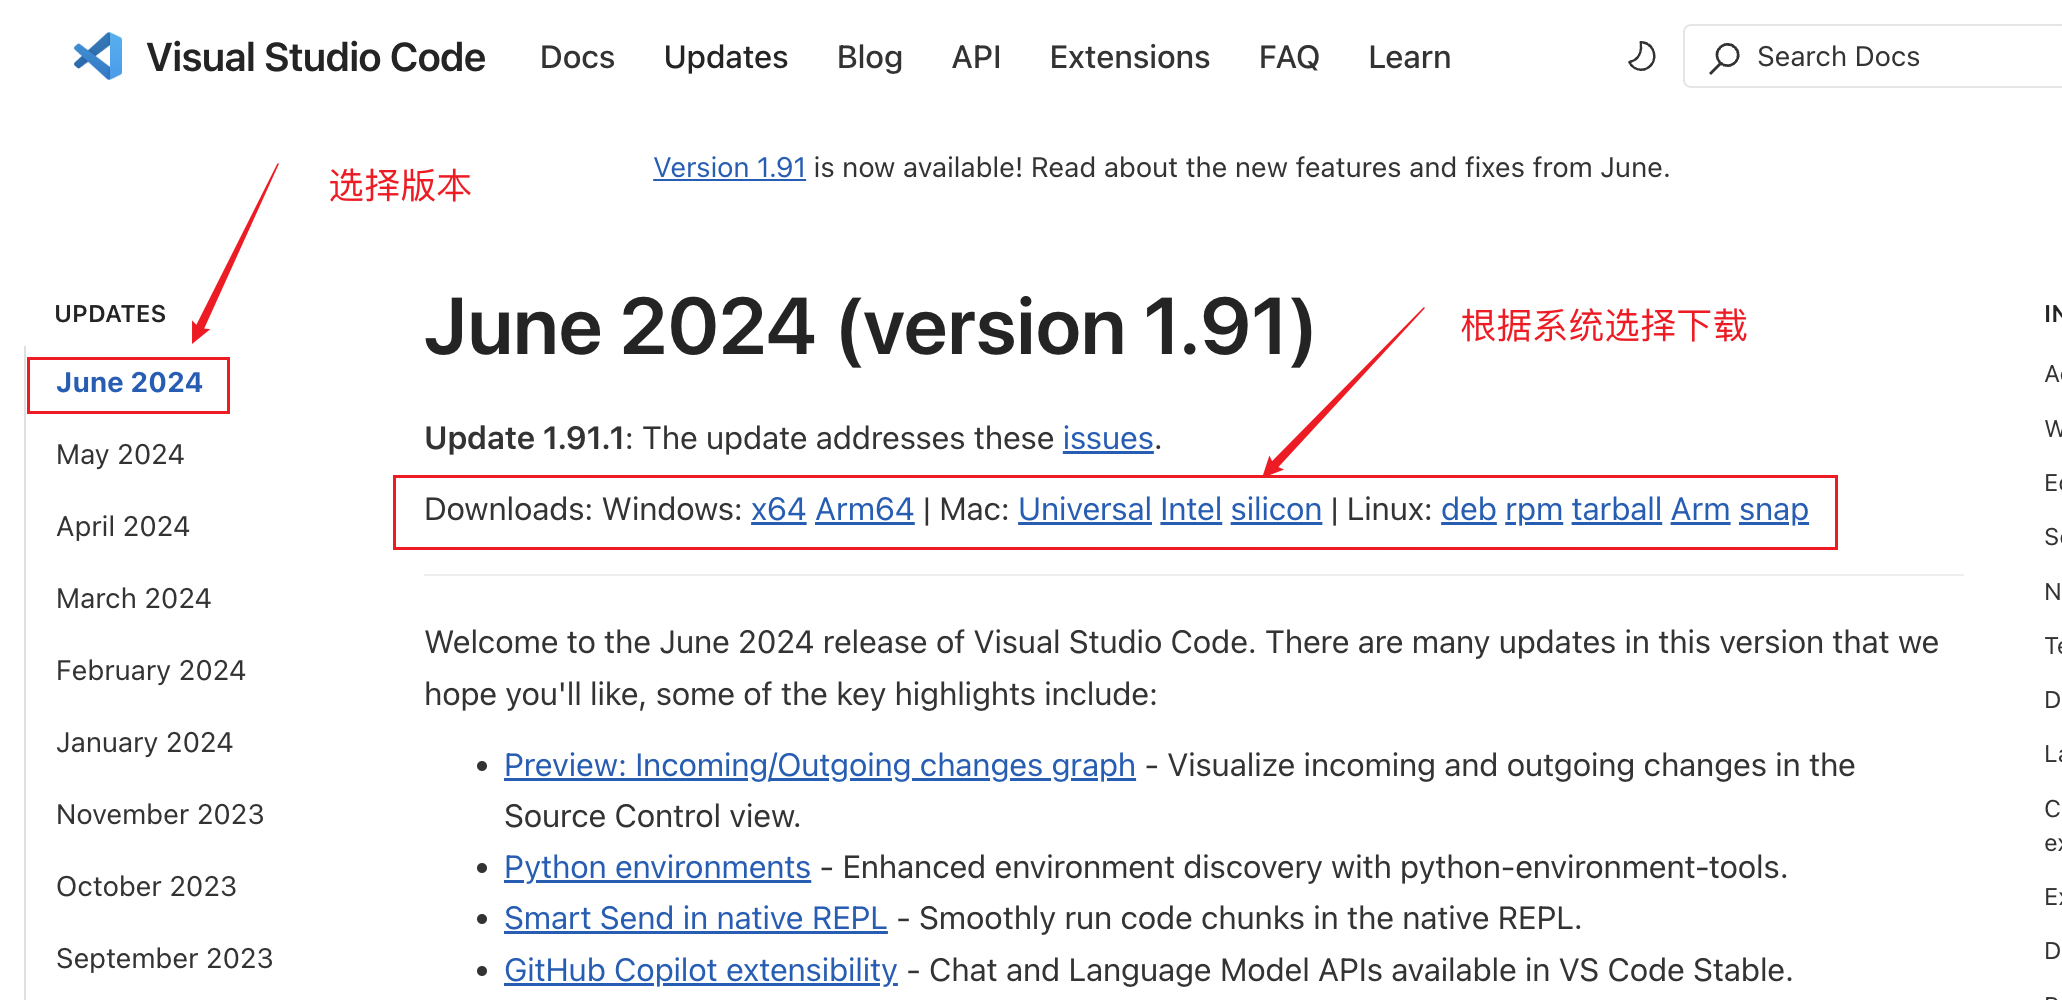 Visual Studio Code Docs Updates Blog API Extensions FAQ Learn Search Docs
Version 1.91 is now available! Read about the new features and fixes from June.
选择版本
UPDATES
June 2024
May 2024
April 2024
March 2024
February 2024
January 2024
November 2023
October 2023
September 2023
June 2024 (version 1.91)
根据系统选择下载
Update 1.91.1: The update addresses these issues.
Downloads: Windows: x64 Arm64 | Mac: Universal Intel silicon | Linux: deb rpm tarball Arm snap
Welcome to the June 2024 release of Visual Studio Code. There are many updates in this version that we
hope you'll like, some of the key highlights include:
• Preview: Incoming/Outgoing changes graph - Visualize incoming and outgoing changes in the
Source Control view.
• Python environments - Enhanced environment discovery with python-environment-tools.
• Smart Send in native REPL - Smoothly run code chunks in the native REPL.
• GitHub Copilot extensibility - Chat and Language Model APIs available in VS Code Stable.